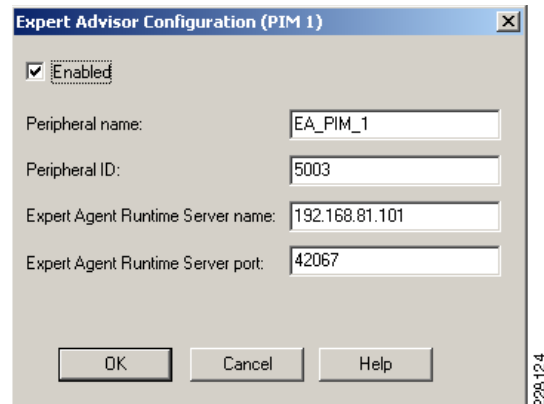 Expert Advisor Configuration (PIM 1)
Enabled
Peripheral name: EA_PIM_1
Peripheral ID: 5003
Expert Agent Runtime Server name: 192.168.81.101
Expert Agent Runtime Server port: 42067
OK Cancel Help
228124